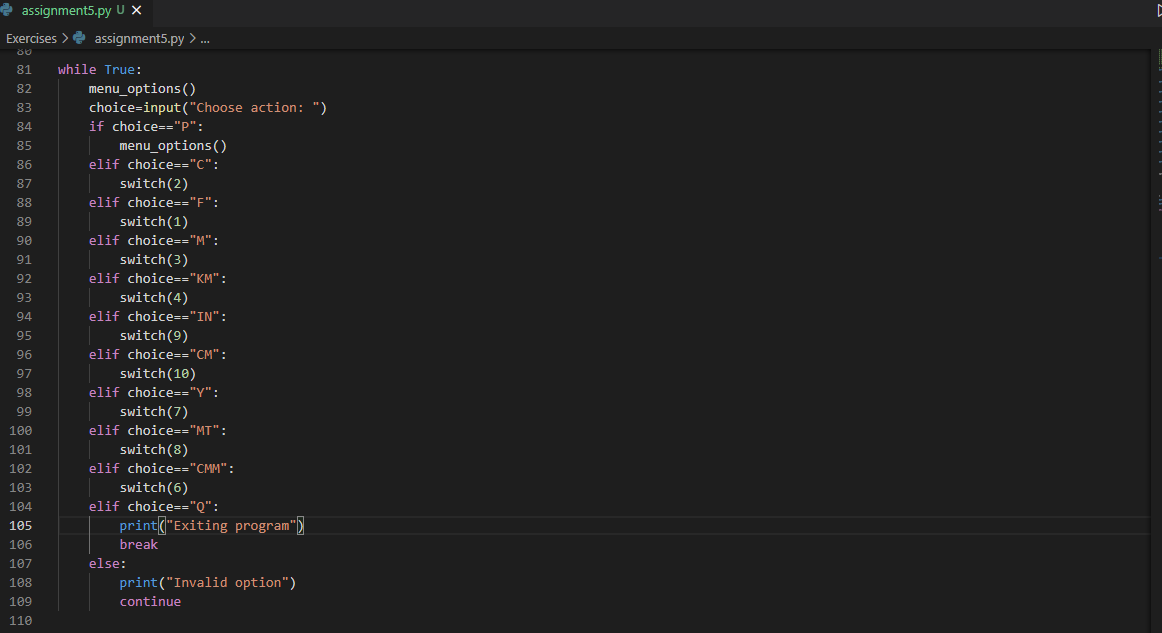 assignment5.py U ×
Exercises > assignment5.py > ...
80
81 while True:
82 menu_options()
83 choice=input("Choose action: ")
84 if choice=="P":
85 menu_options()
86 elif choice=="C":
87 switch(2)
88 elif choice=="F":
89 switch(1)
90 elif choice=="M":
91 switch(3)
92 elif choice=="KM":
93 switch(4)
94 elif choice=="IN":
95 switch(9)
96 elif choice=="CM":
97 switch(10)
98 elif choice=="Y":
99 switch(7)
100 elif choice=="MT":
101 switch(8)
102 elif choice=="CMM":
103 switch(6)
104 elif choice=="Q":
105 print("Exiting program")
106 break
107 else:
108 print("Invalid option")
109 continue
110